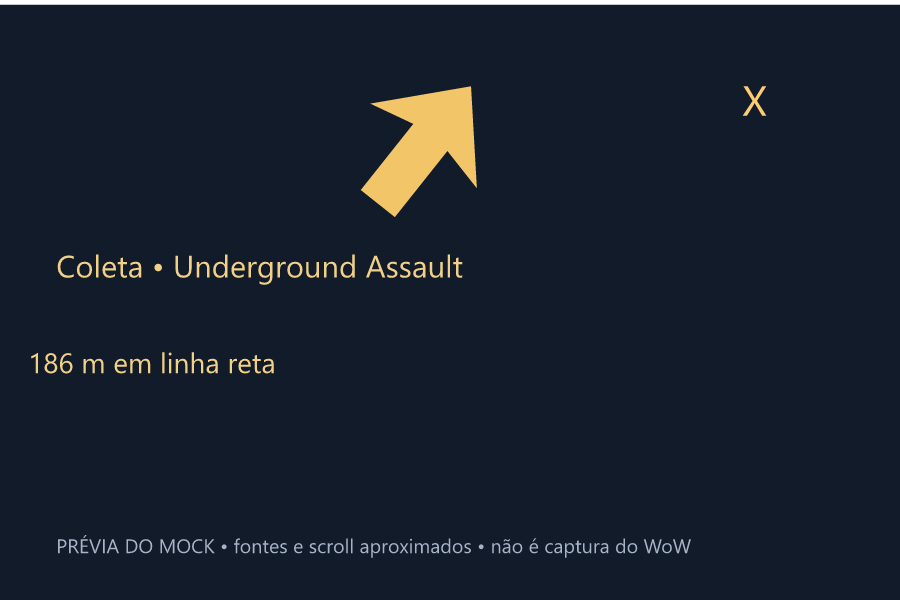 X
Coleta • Underground Assault
186 m em linha reta
PRÉVIA DO MOCK • fontes e scroll aproximados • não é captura do WoW